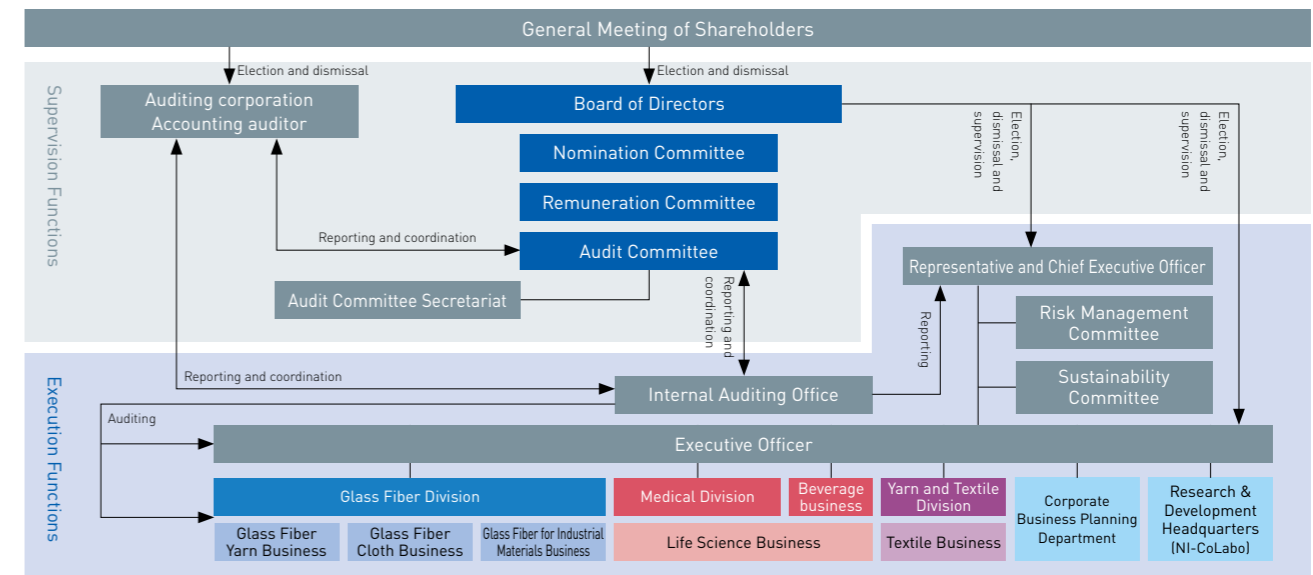 General Meeting of Shareholders
Election and dismissal
Election and dismissal
Supervision Functions
Auditing corporation
Accounting auditor
Board of Directors
Nomination Committee
Remuneration Committee
Election,
dismissal and
supervision
Election,
dismissal and
supervision
Reporting and coordination
Audit Committee
Audit Committee Secretariat
Reporting and
coordination
Representative and Chief Executive Officer
Reporting
Risk Management
Committee
Sustainability
Committee
Execution Functions
Reporting and coordination
Internal Auditing Office
Auditing
Executive Officer
Glass Fiber Division
Medical Division
Beverage
business
Yarn and Textile
Division
Corporate
Business Planning
Department
Research &
Development
Headquarters
(NI-CoLabo)
Glass Fiber
Yarn Business
Glass Fiber
Cloth Business
Glass Fiber for Industrial
Materials Business
Life Science Business
Textile Business